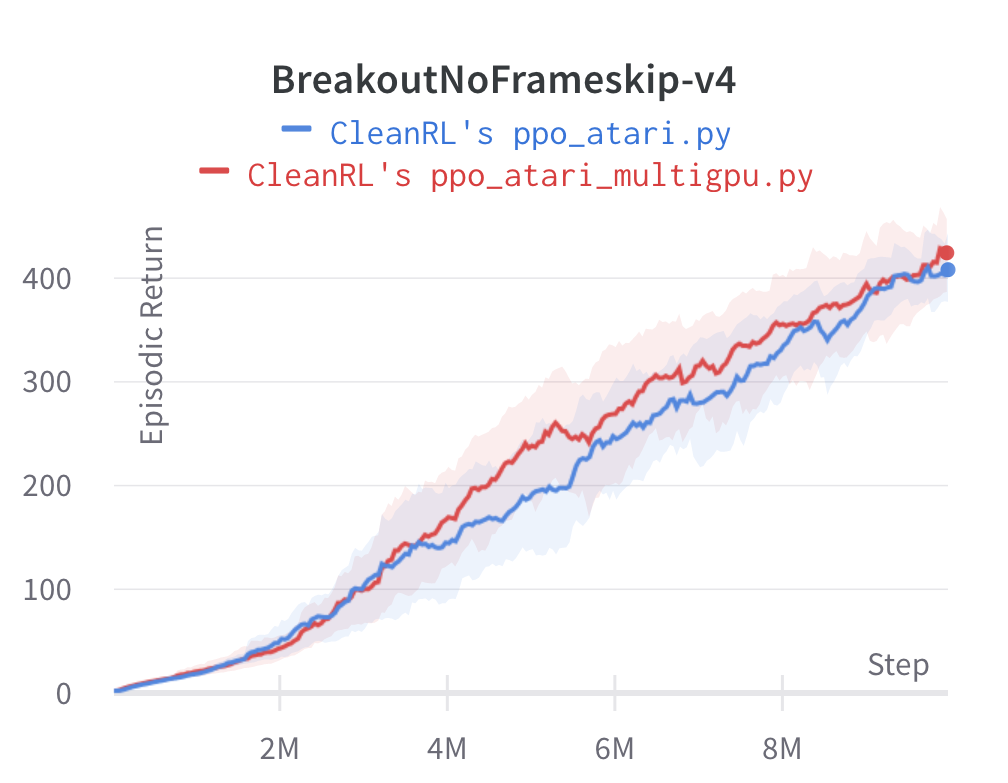 BreakoutNoFrameskip-v4
CleanRL's ppo_atari.py
CleanRL's ppo_atari_multigpu.py
Episodic Return
400
300
200
100
0
Step
2M
4M
6M
8M